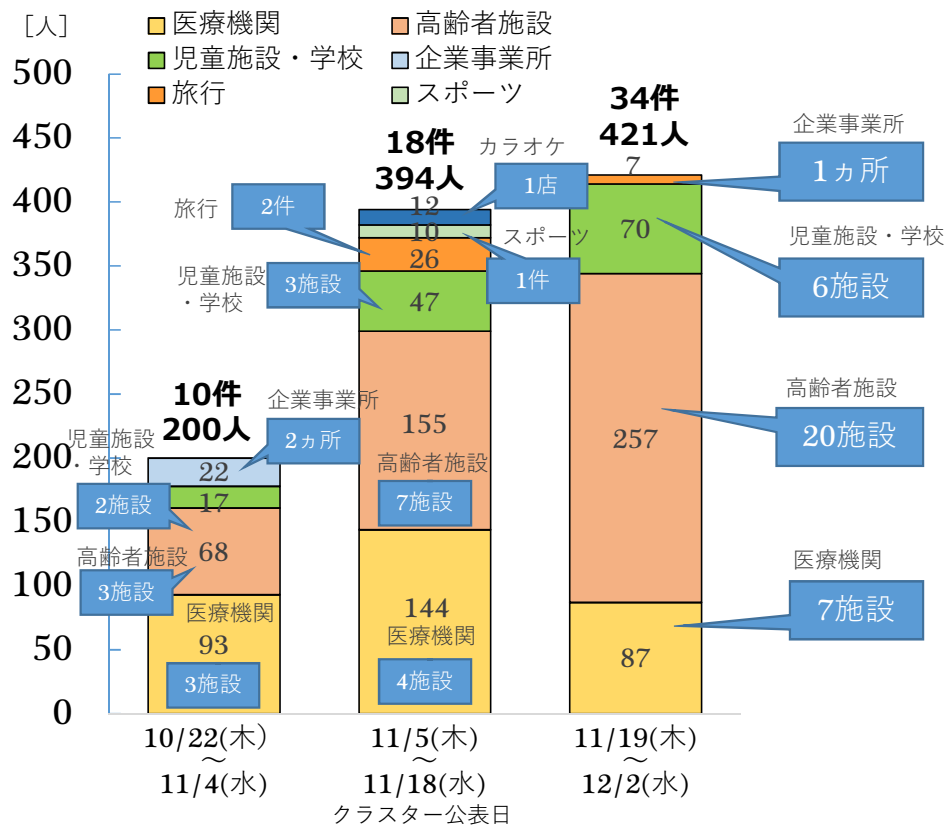 [人]
医療機関
高齢者施設
児童施設・学校
企業事業所
旅行
スポーツ
500
450
400
350
300
250
200
150
100
50
0
10件
200人
企業事業所
2ヵ所
22
児童施設
・学校
17
2施設
68
高齢者施設
3施設
医療機関
93
3施設
18件
394人
カラオケ
1店
12
旅行
2件
10
スポーツ
1件
26
児童施設
・学校
3施設
47
155
高齢者施設
7施設
144
医療機関
4施設
34件
421人
企業事業所
1ヵ所
7
児童施設・学校
70
6施設
高齢者施設
257
20施設
医療機関
7施設
87
10/22(木)
～
11/4(水)
11/5(木)
～
11/18(水)
11/19(木)
～
12/2(水)
クラスター公表日